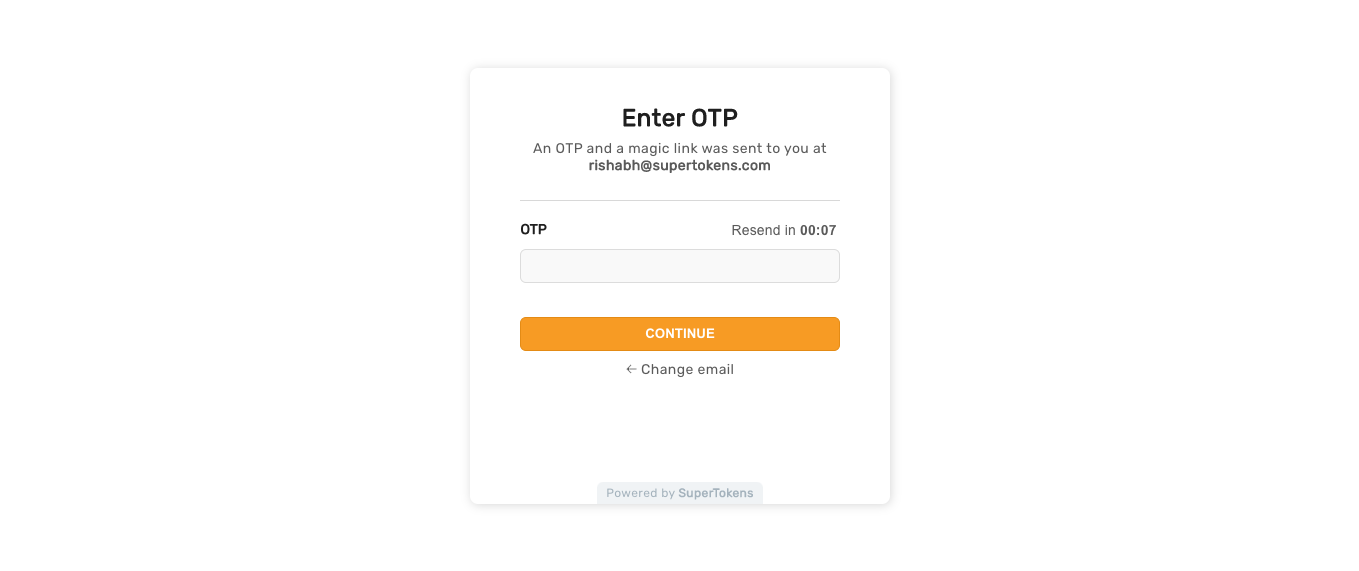 Enter OTP
An OTP and a magic link was sent to you at
rishabh@supertokens.com
OTP
Resend in 00:07
CONTINUE
← Change email
Powered by SuperTokens